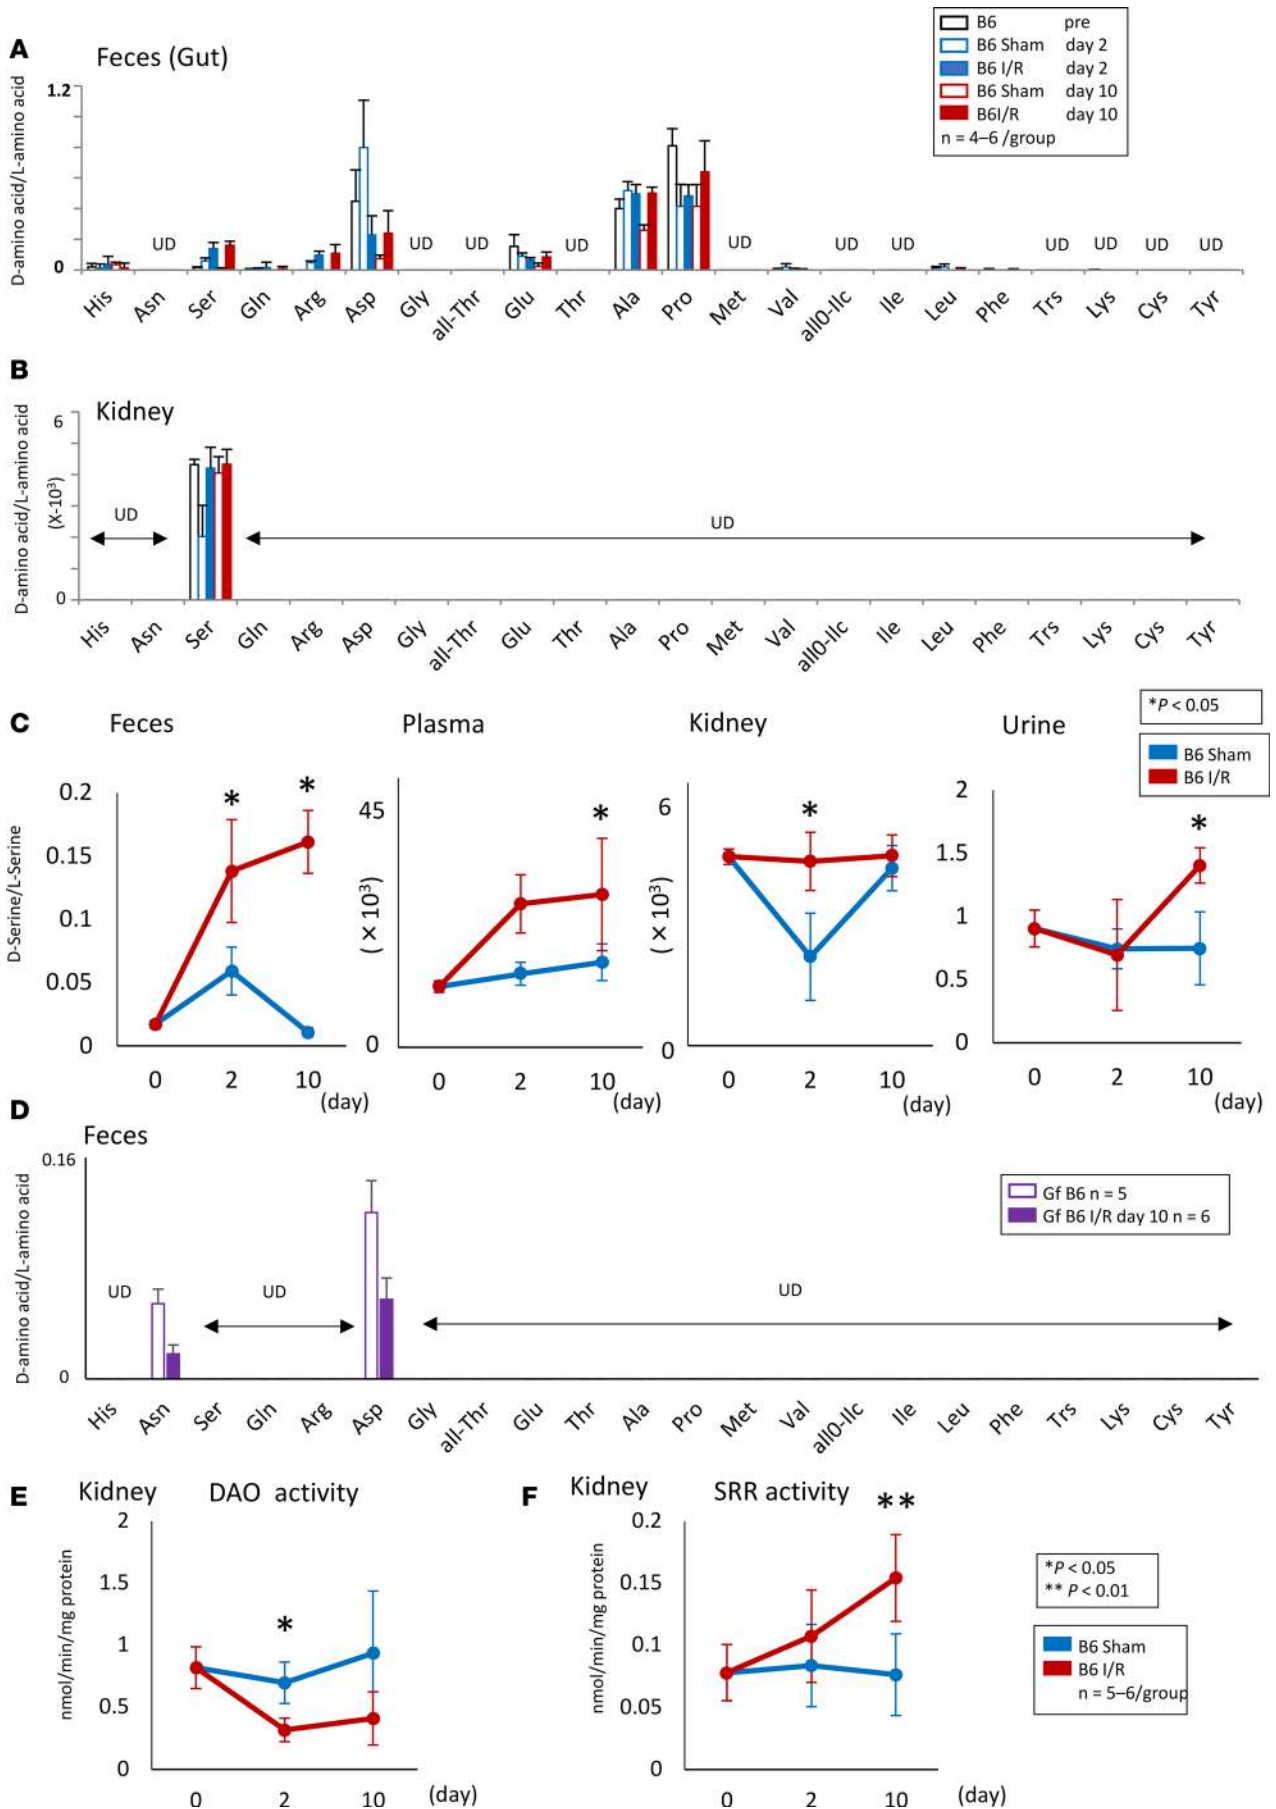 B6 pre
B6 Sham day 2
B6 I/R day 2
B6 Sham day 10
B6I/R day 10
n = 4–6 /group
A
Feces (Gut)
D-amino acid/L-amino acid
1.2
0
UD
UD
UD
UD
UD
UD
UD
UD
UD
UD
UD
His Asn Ser Gln Arg Asp Gly all-Thr Glu Thr Ala Pro Met Val all0-Ilc Ile Leu Phe Trs Lys Cys Tyr
B
Kidney
D-amino acid/L-amino acid
(X-10³)
6
0
UD
UD
His Asn Ser Gln Arg Asp Gly all-Thr Glu Thr Ala Pro Met Val all0-Ilc Ile Leu Phe Trs Lys Cys Tyr
C
Feces
Plasma
Kidney
Urine
*P < 0.05
B6 Sham
B6 I/R
D-Serine/L-Serine
0.2
0.15
0.1
0.05
0
* *
0 2 10
(day)
45
(×10³)
0
*
0 2 10
(day)
6
(×10³)
0
*
0 2 10
(day)
2
1.5
1
0.5
0
*
0 2 10
(day)
D
Feces
D-amino acid/L-amino acid
0.16
0
Gf B6 n = 5
Gf B6 I/R day 10 n = 6
UD
UD
UD
His Asn Ser Gln Arg Asp Gly all-Thr Glu Thr Ala Pro Met Val all0-Ilc Ile Leu Phe Trs Lys Cys Tyr
E
Kidney DAO activity
nmol/min/mg protein
2
1.5
1
0.5
0
*
0 2 10 (day)
F
Kidney SRR activity
nmol/min/mg protein
0.2
0.15
0.1
0.05
0
**
0 2 10 (day)
*P < 0.05
** P < 0.01
B6 Sham
B6 I/R
n = 5–6/group